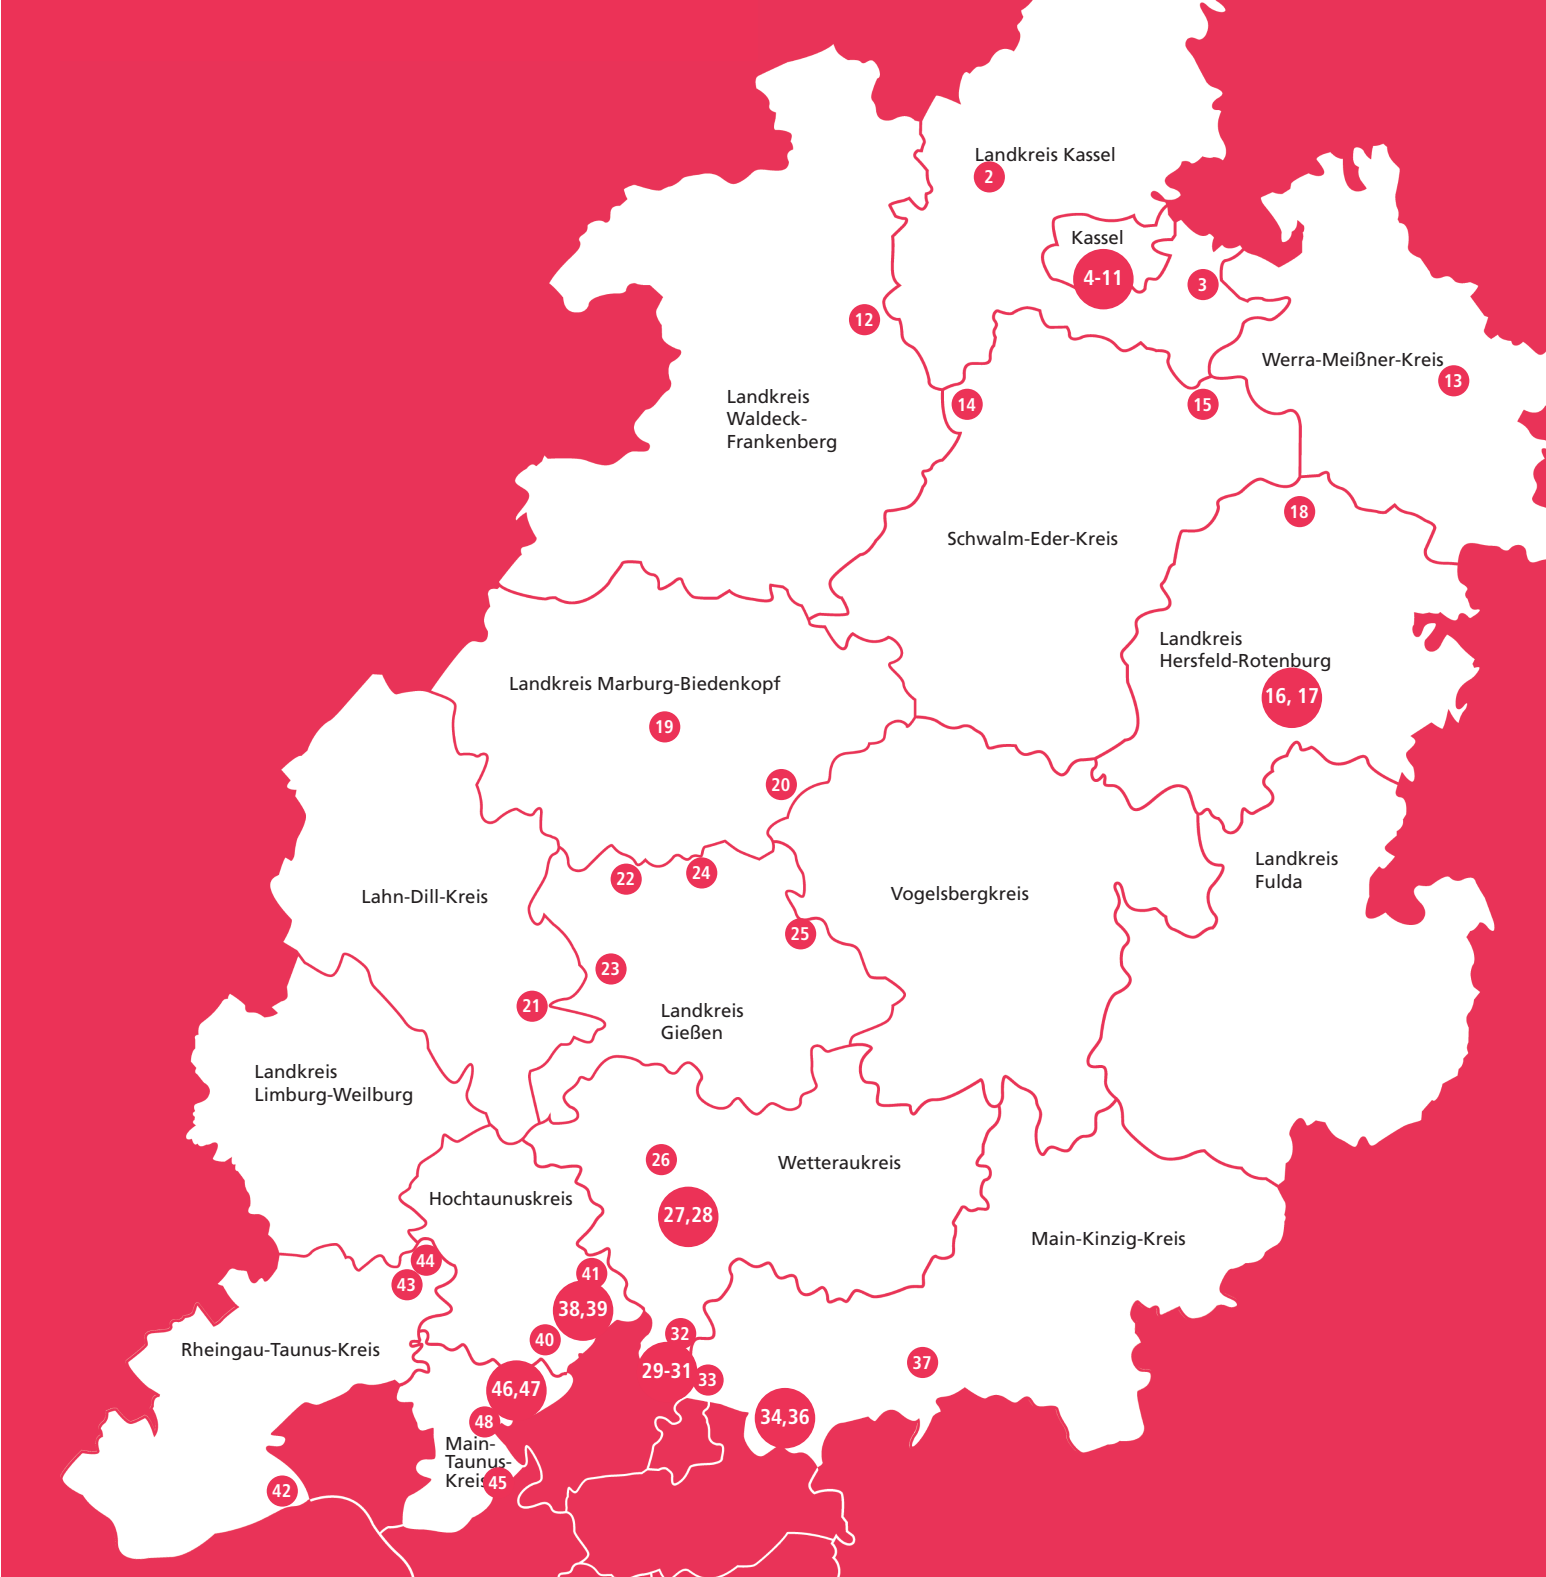 Landkreis Kassel
2
Kassel
4-11
3
12
Werra-Meißner-Kreis
13
Landkreis
Waldeck-
Frankenberg
14
15
18
Schwalm-Eder-Kreis
Landkreis
Hersfeld-Rotenburg
16, 17
Landkreis Marburg-Biedenkopf
19
20
Landkreis
Fulda
22
24
Lahn-Dill-Kreis
Vogelsbergkreis
25
23
21
Landkreis
Gießen
Landkreis
Limburg-Weilburg
26
Wetteraukreis
Hochtaunuskreis
27,28
Main-Kinzig-Kreis
44
43
41
38,39
40
32
Rheingau-Taunus-Kreis
29-31
33
37
46,47
34,36
48
Main-
Taunus-
Kreis
45
42